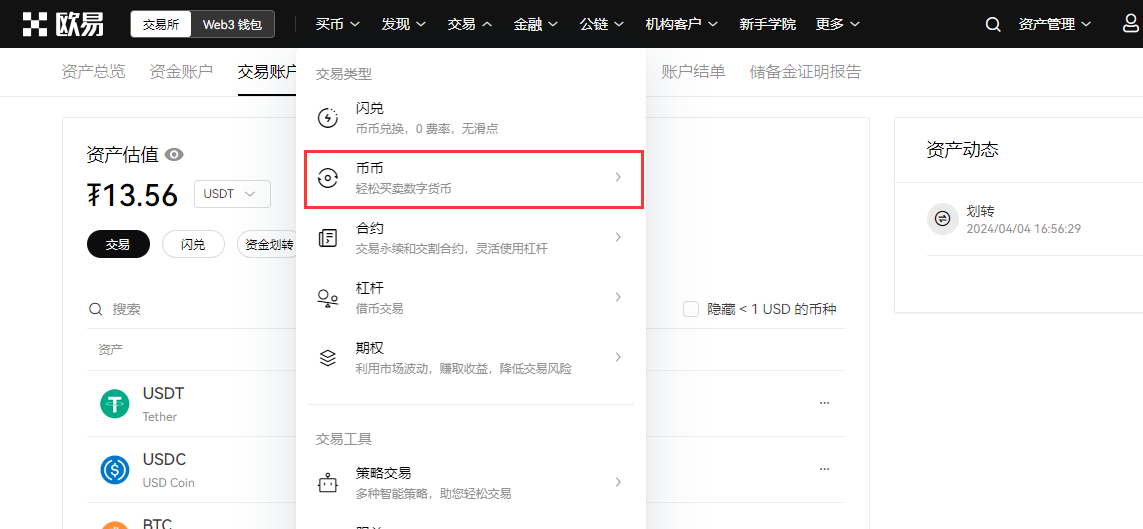 欧易 交易所 Web3 钱包 买币 发现 交易 金融 公链 机构客户 新手学院 更多 资产管理
资产总览 资金账户 交易账户 账户结单 储备金证明报告
交易类型
闪兑
币币兑换，0 费率，无滑点
币币
轻松买卖数字货币
合约
交易永续和交割合约，灵活使用杠杆
杠杆
借币交易
期权
利用市场波动，赚取收益，降低交易风险
交易工具
策略交易
多种智能策略，助您轻松交易
资产估值
₮13.56 USDT
交易 闪兑 资金划转
搜索 隐藏 < 1 USD 的币种
资产
USDT
Tether
...
USDC
USD Coin
...
BTC
资产动态
划转
2024/04/04 16:56:29